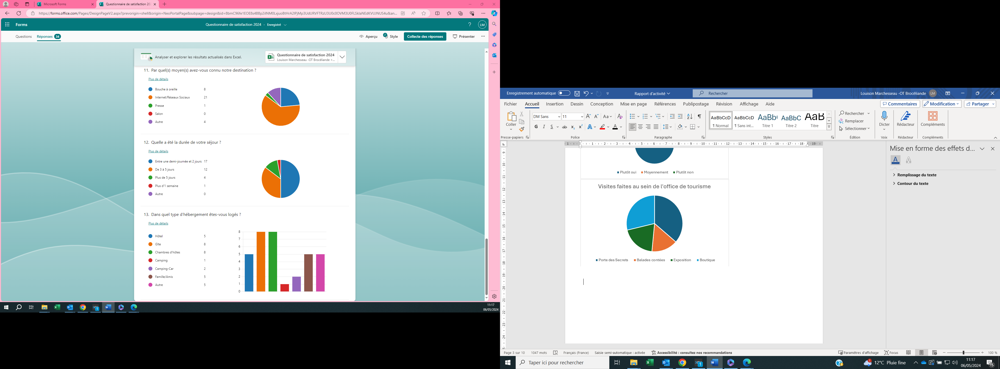 Microsoft Forms
Questionnaire de satisfaction 202
https://forms.office.com/Pages/DesignPageV2.aspx?prevorigin=shell&origin=NeoPortalPage&subpage=design&id=8bmC96fe1EOE8s4BBp2iINM0LxjuoBtHrA2IPjMp3UdURVFTRzU3U0c0OVM3U0FLSklaNEdKVUJNUS4u&an...
Forms
Questionnaire de satisfaction 2024 - Enregistré
? LM
Questions
Réponses 34
Aperçu
Style
Collecte des réponses
Présenter
Analyser et explorer les résultats actualisés dans Excel.
Questionnaire de satisfaction 2024
Louison Marchesseau -OT Brocéliande >...
11. Par quel(s) moyen(s) avez-vous connu notre destination ?
Plus de détails
Bouche à oreille 8
Internet/Réseaux Sociaux 21
Presse 1
Salon 0
Autre 4
12. Quelle a été la durée de votre séjour ?
Plus de détails
Entre une demi-journée et 2 jours 17
De 3 à 5 jours 12
Plus de 5 jours 4
Plus d'1 semaine 1
Autre 0
13. Dans quel type d'hébergement êtes-vous logés ?
Plus de détails
Hôtel 5
Gîte 8
Chambres d'hôtes 8
Camping 1
Camping-Car 2
Famille/Amis 5
Autre 5
8
7
6
5
4
3
2
1
0
11:17
06/05/2024
Enregistrement automatique
Rapport d'activité
Rechercher
Louison Marchesseau -OT Brocéliande LM
Fichier Accueil Insertion Dessin Conception Mise en page Références Publipostage Révision Affichage Aide
Commentaires Modification Partager
Coller
Presse-papiers
DM Sans 11
G I S ab
Police
Paragraphe
AaBbCcD AaBbCcD AaBb( AaBbC AaB
¶ Normal ¶ Sans int... Titre 1 Titre 2 Titre
Styles
Rechercher
Remplacer
Sélectionner
Édition
Dicter
Voix
Rédacteur
Rédacteur
Compléments
Compléments
Plutôt oui Moyennement Plutôt non
Visites faites au sein de l'office de tourisme
Porte des Secrets Balades contées Exposition Boutique
Mise en forme des effets d...
Remplissage du texte
Contour du texte
Page 3 sur 10 1047 mots Français (France) Saisie semi-automatique : activée Accessibilité : consultez nos recommandations
Paramètres d'affichage Focus 100 %
Taper ici pour rechercher
12°C Pluie fine
11:17
06/05/2024
15